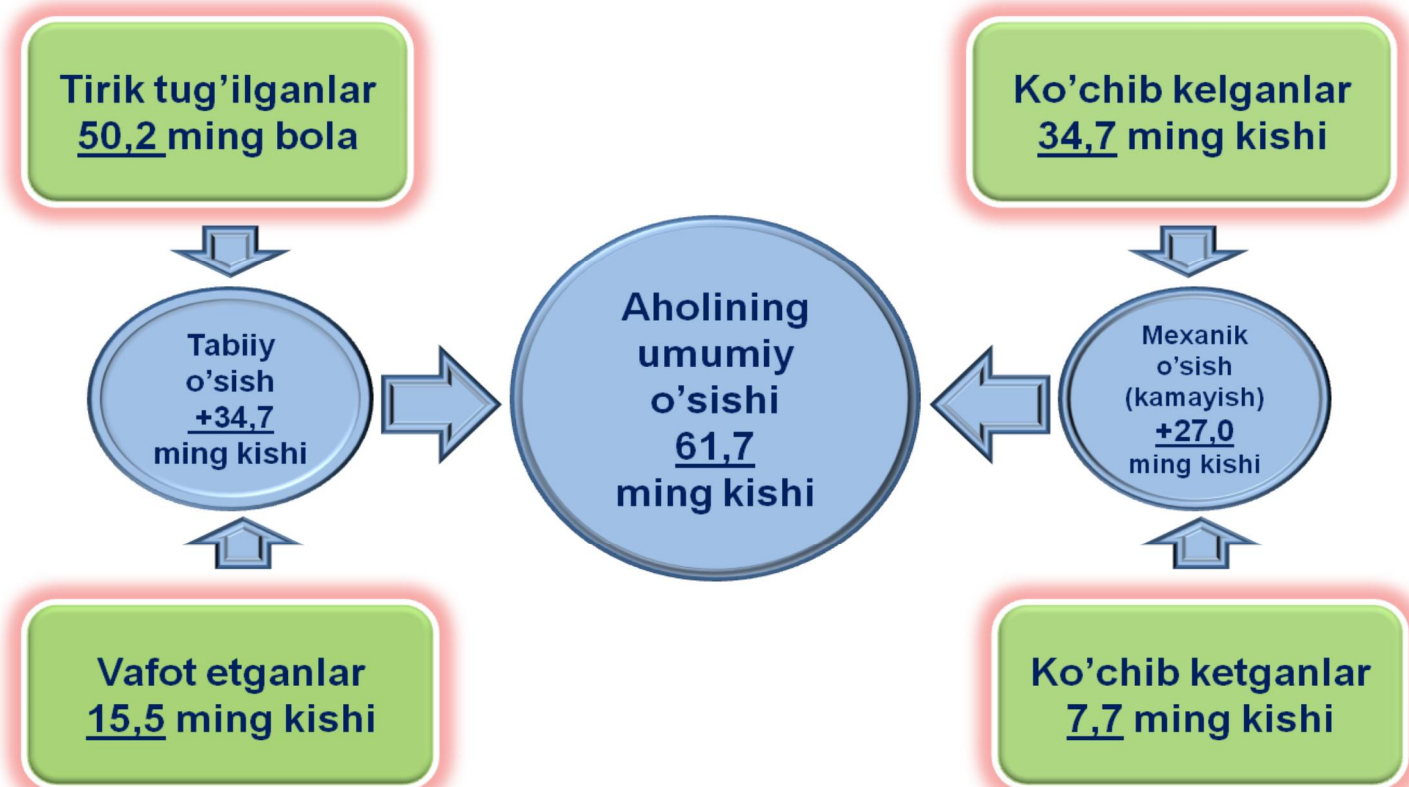 Tirik tug’ilganlar
50,2 ming bola
Ko’chib kelganlar
34,7 ming kishi
Tabiiy
o’sish
+34,7
ming kishi
Aholining
umumiy
o’sishi
61,7
ming kishi
Mexanik
o’sish
(kamayish)
+27,0
ming kishi
Vafot etganlar
15,5 ming kishi
Ko’chib ketganlar
7,7 ming kishi